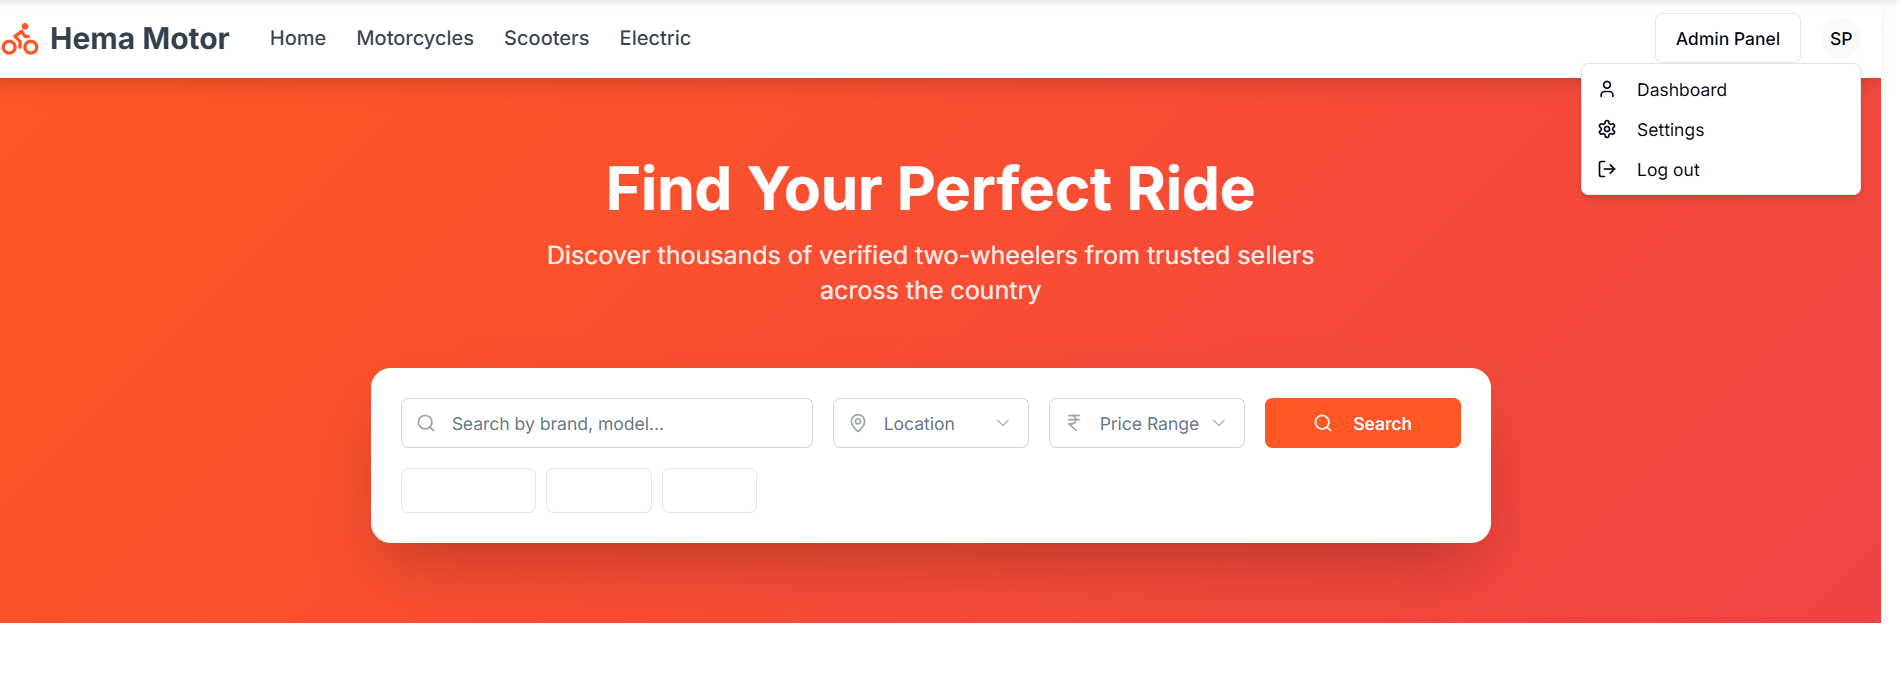 Hema Motor
Home
Motorcycles
Scooters
Electric
Admin Panel
SP
Dashboard
Settings
Log out
Find Your Perfect Ride
Discover thousands of verified two-wheelers from trusted sellers
across the country
Search by brand, model...
Location
₹ Price Range
Search